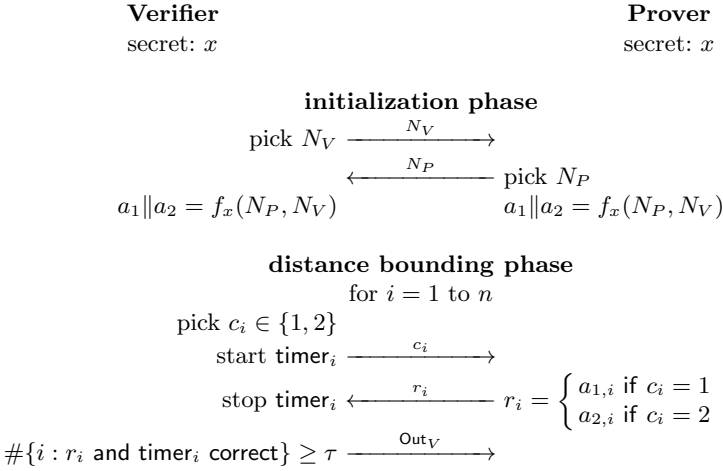 Verifier Prover
secret: x secret: x
initialization phase
pick N_V N_V
N_P pick N_P
a_1‖a_2 = f_x(N_P, N_V) a_1‖a_2 = f_x(N_P, N_V)
distance bounding phase
for i = 1 to n
pick c_i ∈ {1, 2}
start timer_i c_i
stop timer_i r_i r_i = { a_{1,i} if c_i = 1
a_{2,i} if c_i = 2
#{i : r_i and timer_i correct} ≥ τ Out_V